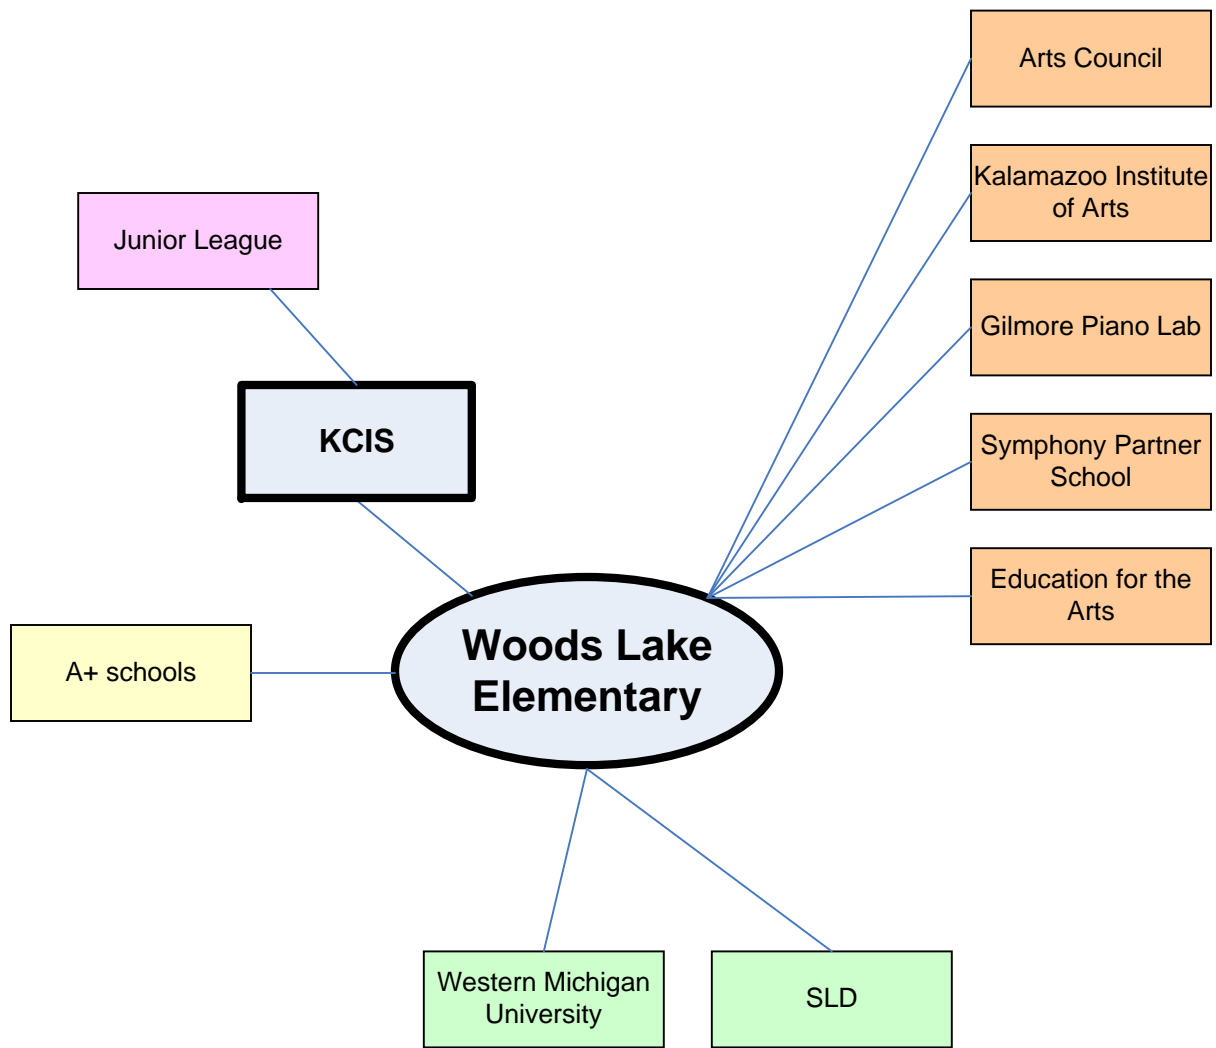 Arts Council
Kalamazoo Institute
of Arts
Junior League
Gilmore Piano Lab
KCIS
Symphony Partner
School
Education for the
Arts
Woods Lake
Elementary
A+ schools
Western Michigan
University
SLD